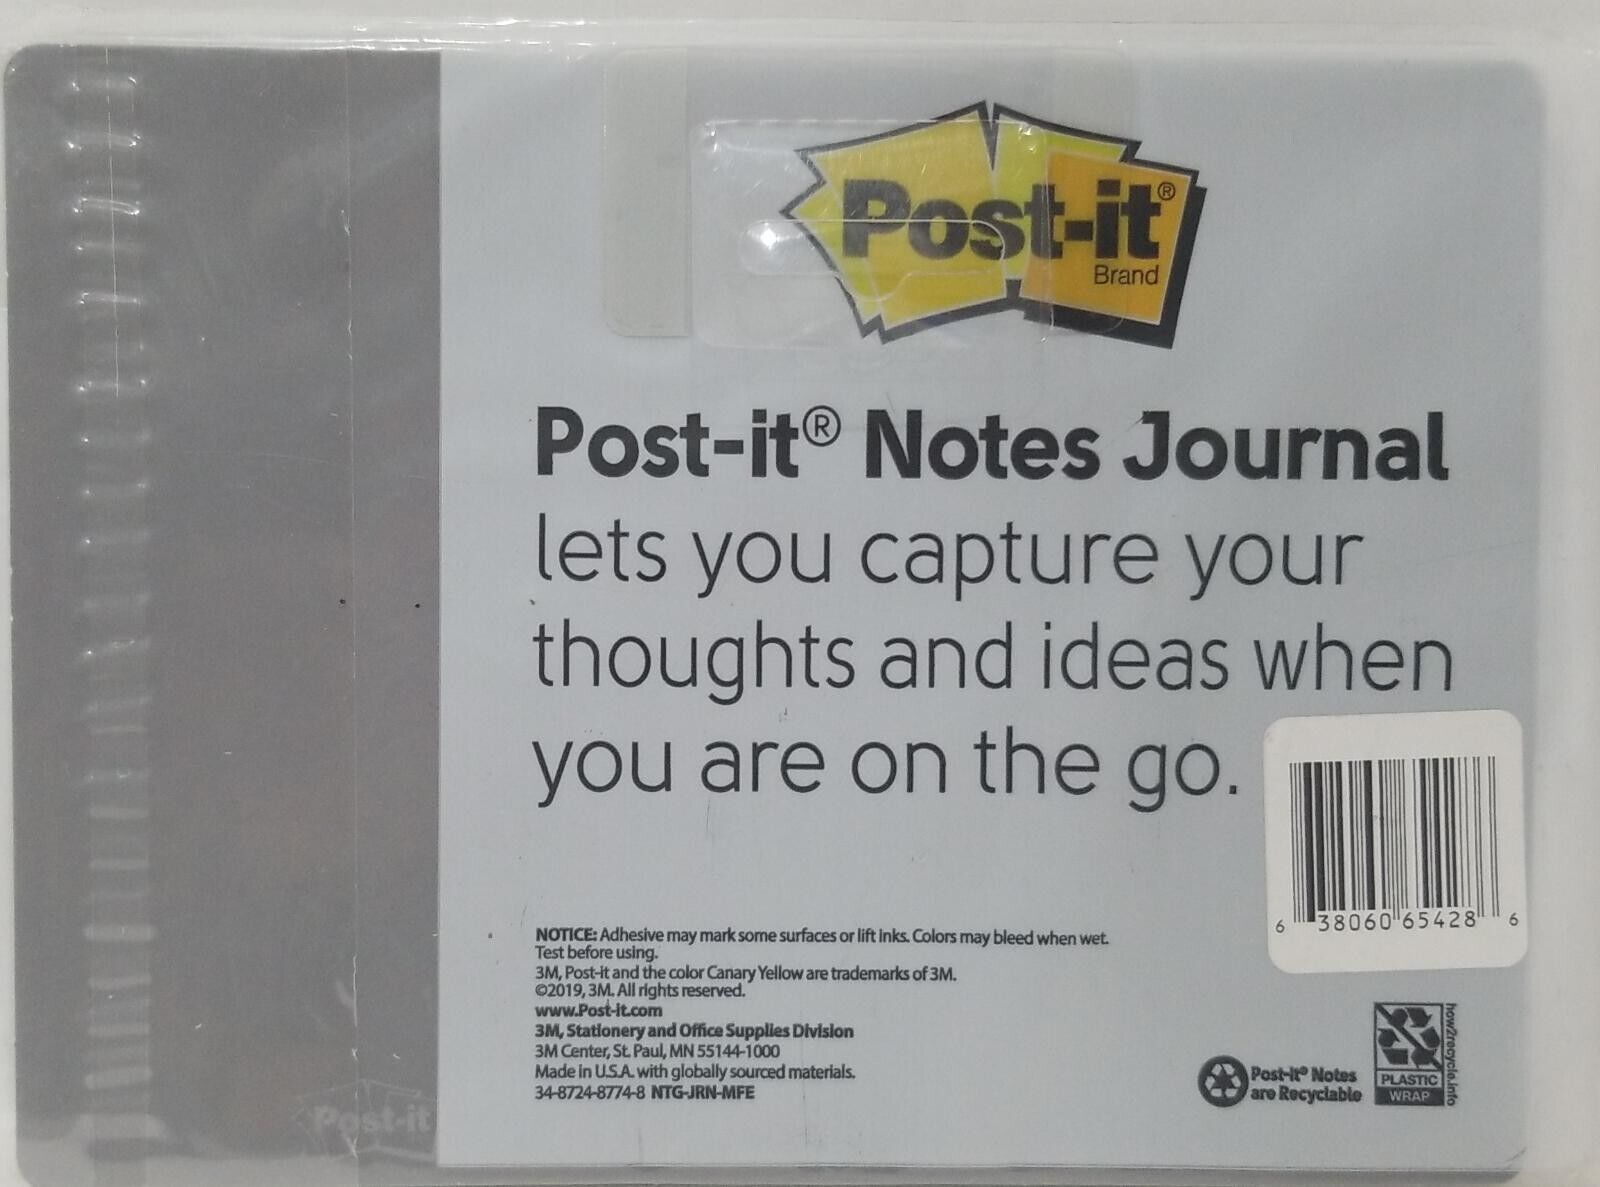 Post-it®
Brand
Post-it® Notes Journal
lets you capture your
thoughts and ideas when
you are on the go.
6 38060 65428 6
NOTICE: Adhesive may mark some surfaces or lift inks. Colors may bleed when wet.
Test before using.
3M, Post-it and the color Canary Yellow are trademarks of 3M.
©2019, 3M. All rights reserved.
www.Post-it.com
3M, Stationery and Office Supplies Division
3M Center, St. Paul, MN 55144-1000
Made in U.S.A. with globally sourced materials.
34-8724-8774-8 NTG-JRN-MFE
Post-it® Notes
are Recyclable
PLASTIC
WRAP
how2recycle.info
Post-it